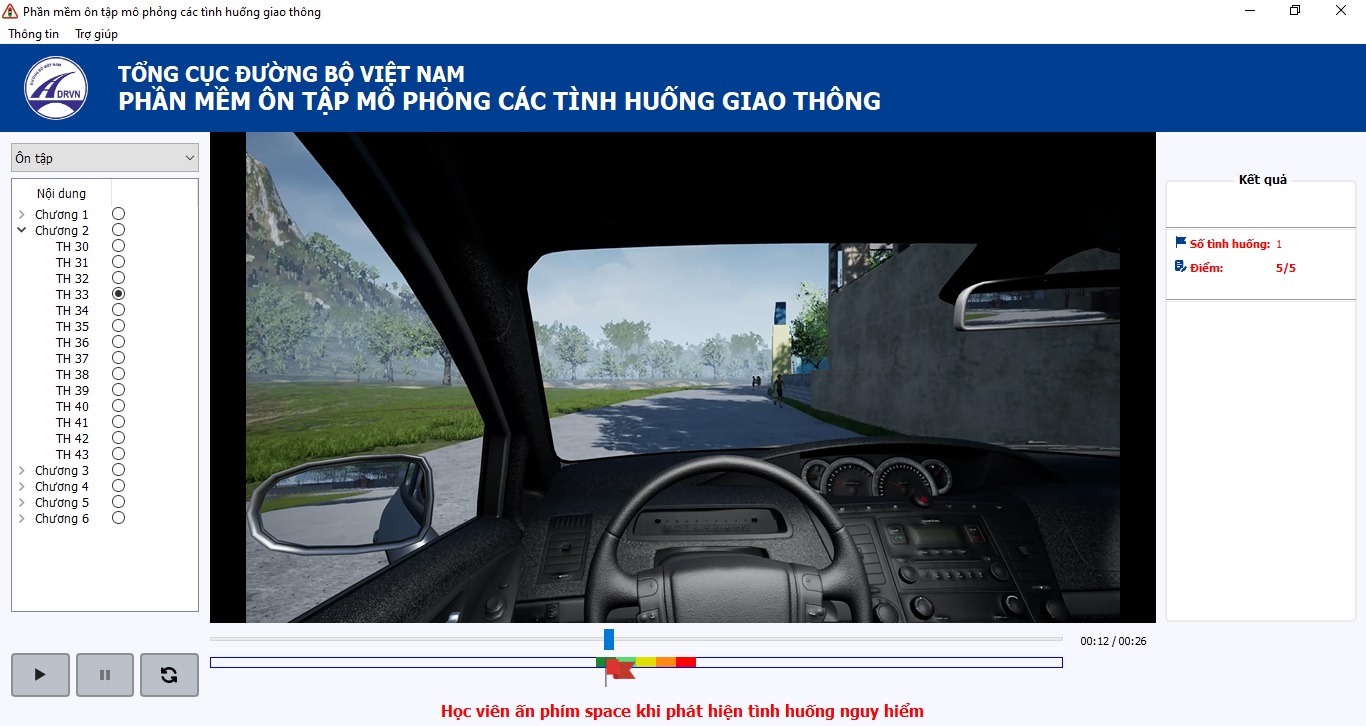 Phần mềm ôn tập mô phỏng các tình huống giao thông
Thông tin Trợ giúp
ĐƯỜNG BỘ VIỆT NAM
DRVN
TỔNG CỤC ĐƯỜNG BỘ VIỆT NAM
PHẦN MỀM ÔN TẬP MÔ PHỎNG CÁC TÌNH HUỐNG GIAO THÔNG
Ôn tập
Nội dung
Chương 1
Chương 2
TH 30
TH 31
TH 32
TH 33
TH 34
TH 35
TH 36
TH 37
TH 38
TH 39
TH 40
TH 41
TH 42
TH 43
Chương 3
Chương 4
Chương 5
Chương 6
Kết quả
Số tình huống: 1
Điểm: 5/5
00:12 / 00:26
Học viên ấn phím space khi phát hiện tình huống nguy hiểm